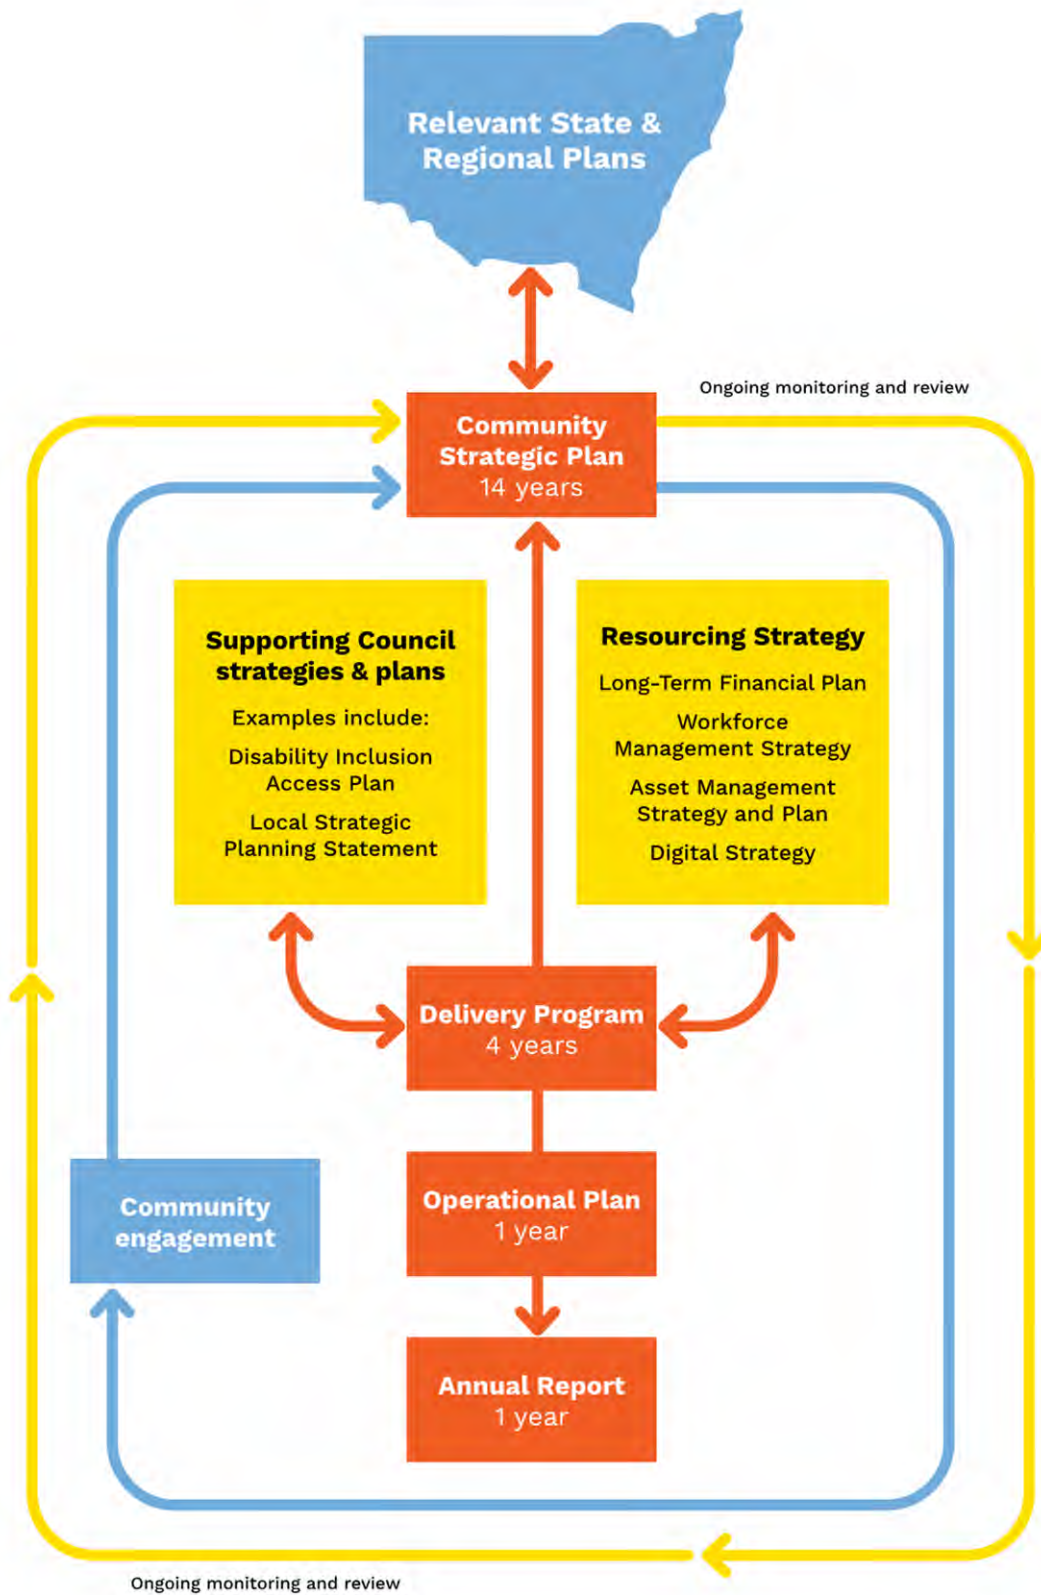 Relevant State &
Regional Plans
Ongoing monitoring and review
Community
Strategic Plan
14 years
Supporting Council
strategies & plans
Examples include:
Disability Inclusion
Access Plan
Local Strategic
Planning Statement
Resourcing Strategy
Long-Term Financial Plan
Workforce
Management Strategy
Asset Management
Strategy and Plan
Digital Strategy
Delivery Program
4 years
Community
engagement
Operational Plan
1 year
Annual Report
1 year
Ongoing monitoring and review